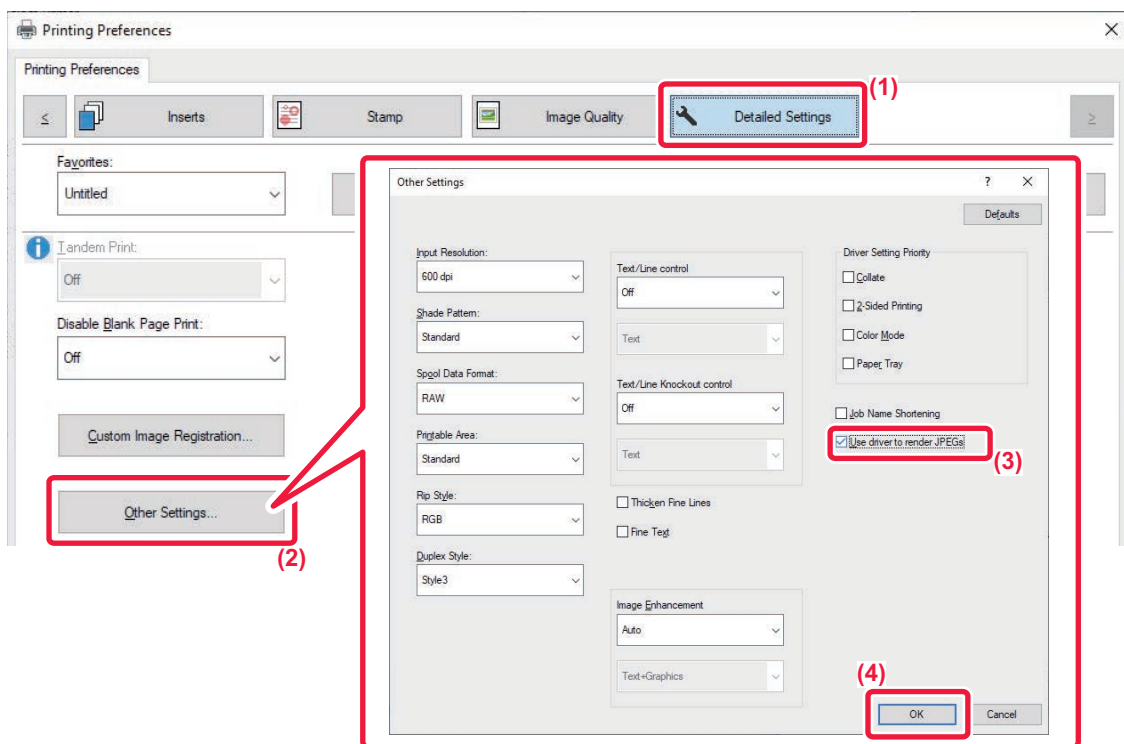 Printing Preferences
Printing Preferences
(1)
< Inserts Stamp Image Quality Detailed Settings >
Favorites:
Untitled
Tandem Print:
Off
Disable Blank Page Print:
Off
Custom Image Registration...
Other Settings...
(2)
Other Settings ? ×
Defaults
Input Resolution:
600 dpi
Shade Pattern:
Standard
Spool Data Format:
RAW
Printable Area:
Standard
Rip Style:
RGB
Duplex Style:
Style3
Text/Line control
Off
Text
Text/Line Knockout control
Off
Text
Thicken Fine Lines
Fine Text
Image Enhancement
Auto
Text+Graphics
Driver Setting Priority
Collate
2-Sided Printing
Color Mode
Paper Tray
Job Name Shortening
Use driver to render JPEGs
(3)
(4)
OK Cancel